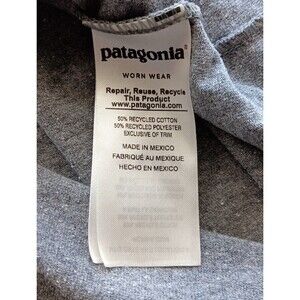 patagonia®
WORN WEAR
Repair, Reuse, Recycle
This Product
www.patagonia.com
50% RECYCLED COTTON
50% RECYCLED POLYESTER
EXCLUSIVE OF TRIM
MADE IN MEXICO
FABRIQUÉ AU MEXIQUE
HECHO EN MEXICO